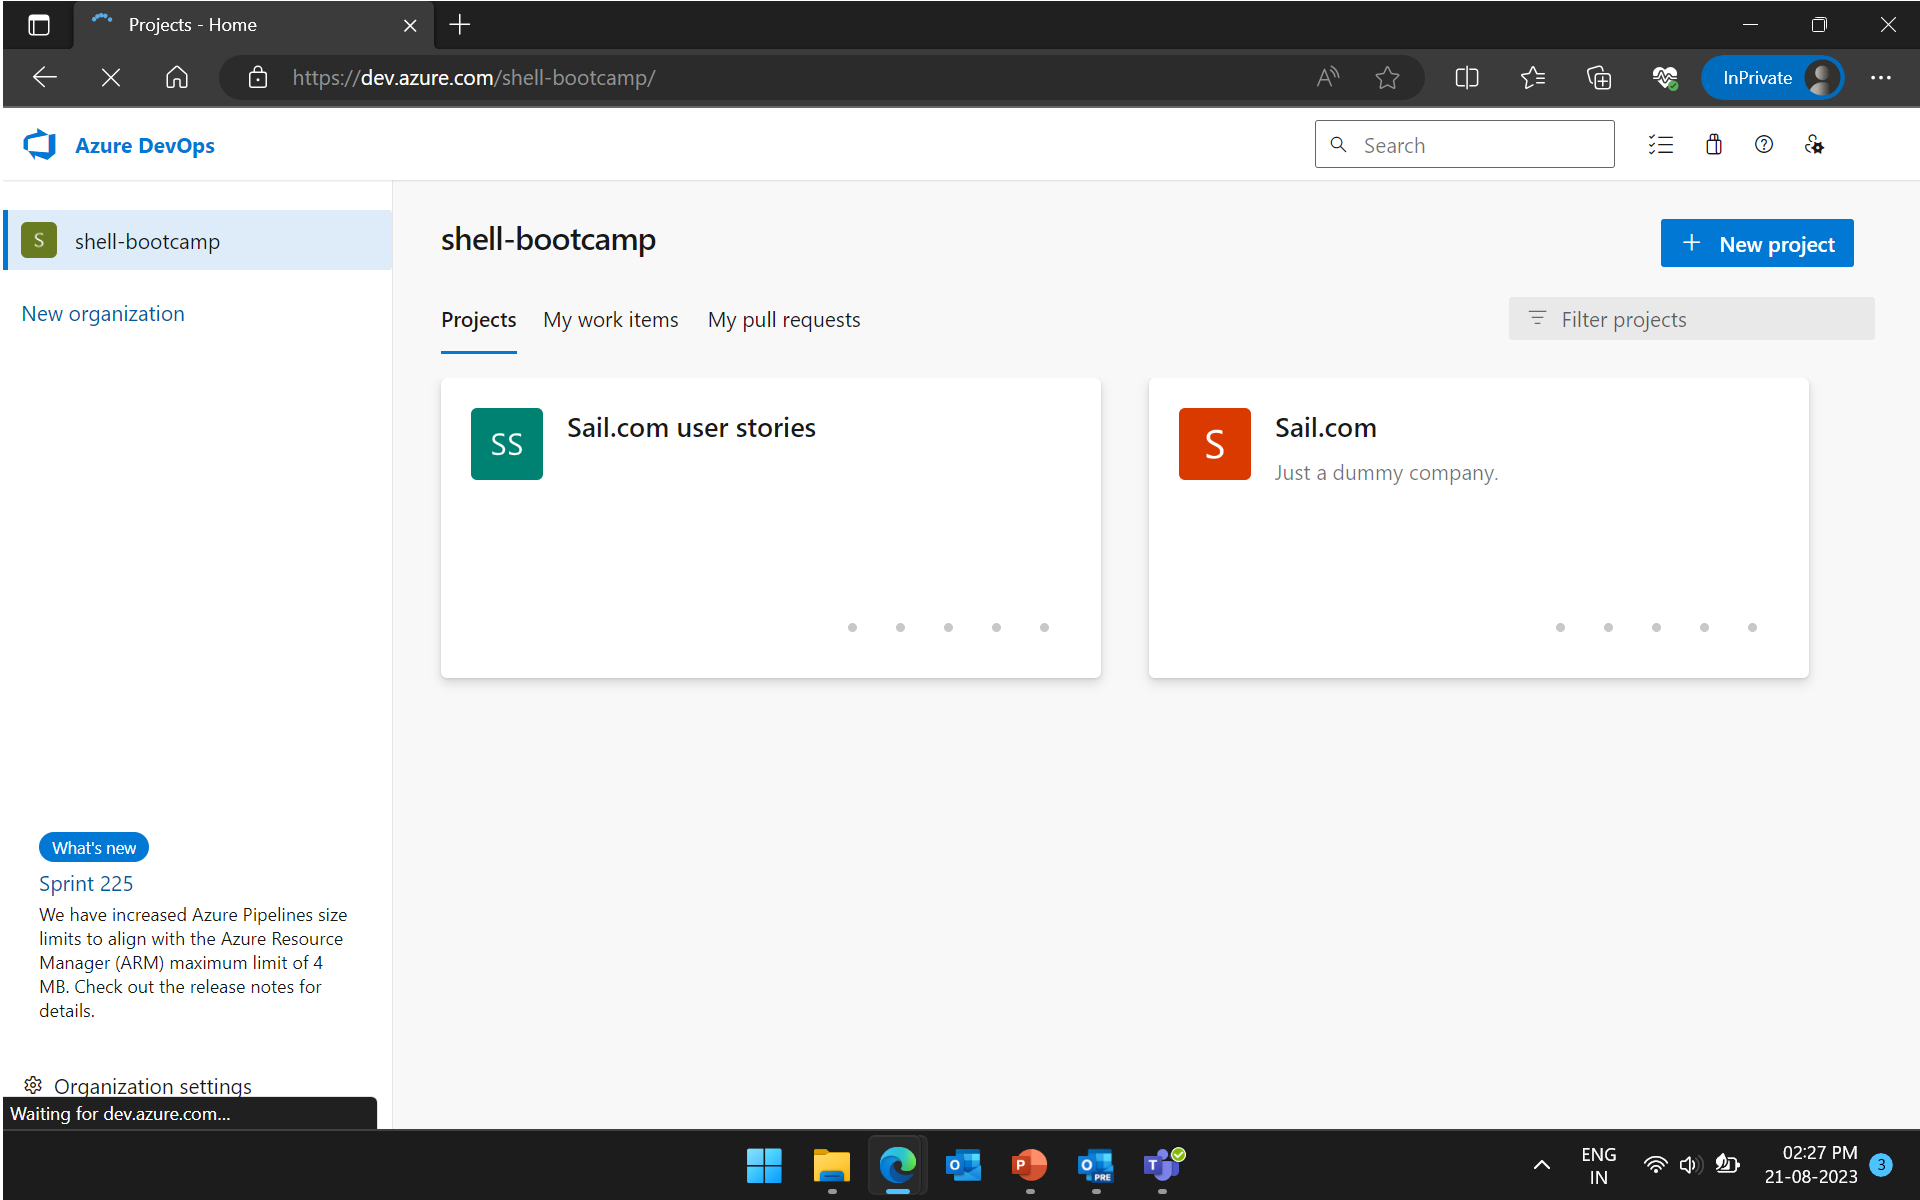 Projects - Home
https://dev.azure.com/shell-bootcamp/
InPrivate
Azure DevOps
Search
S
shell-bootcamp
New organization
shell-bootcamp
+ New project
Projects
My work items
My pull requests
Filter projects
SS
Sail.com user stories
S
Sail.com
Just a dummy company.
What's new
Sprint 225
We have increased Azure Pipelines size
limits to align with the Azure Resource
Manager (ARM) maximum limit of 4
MB. Check out the release notes for
details.
Organization settings
Waiting for dev.azure.com...
ENG
IN
02:27 PM
21-08-2023
3